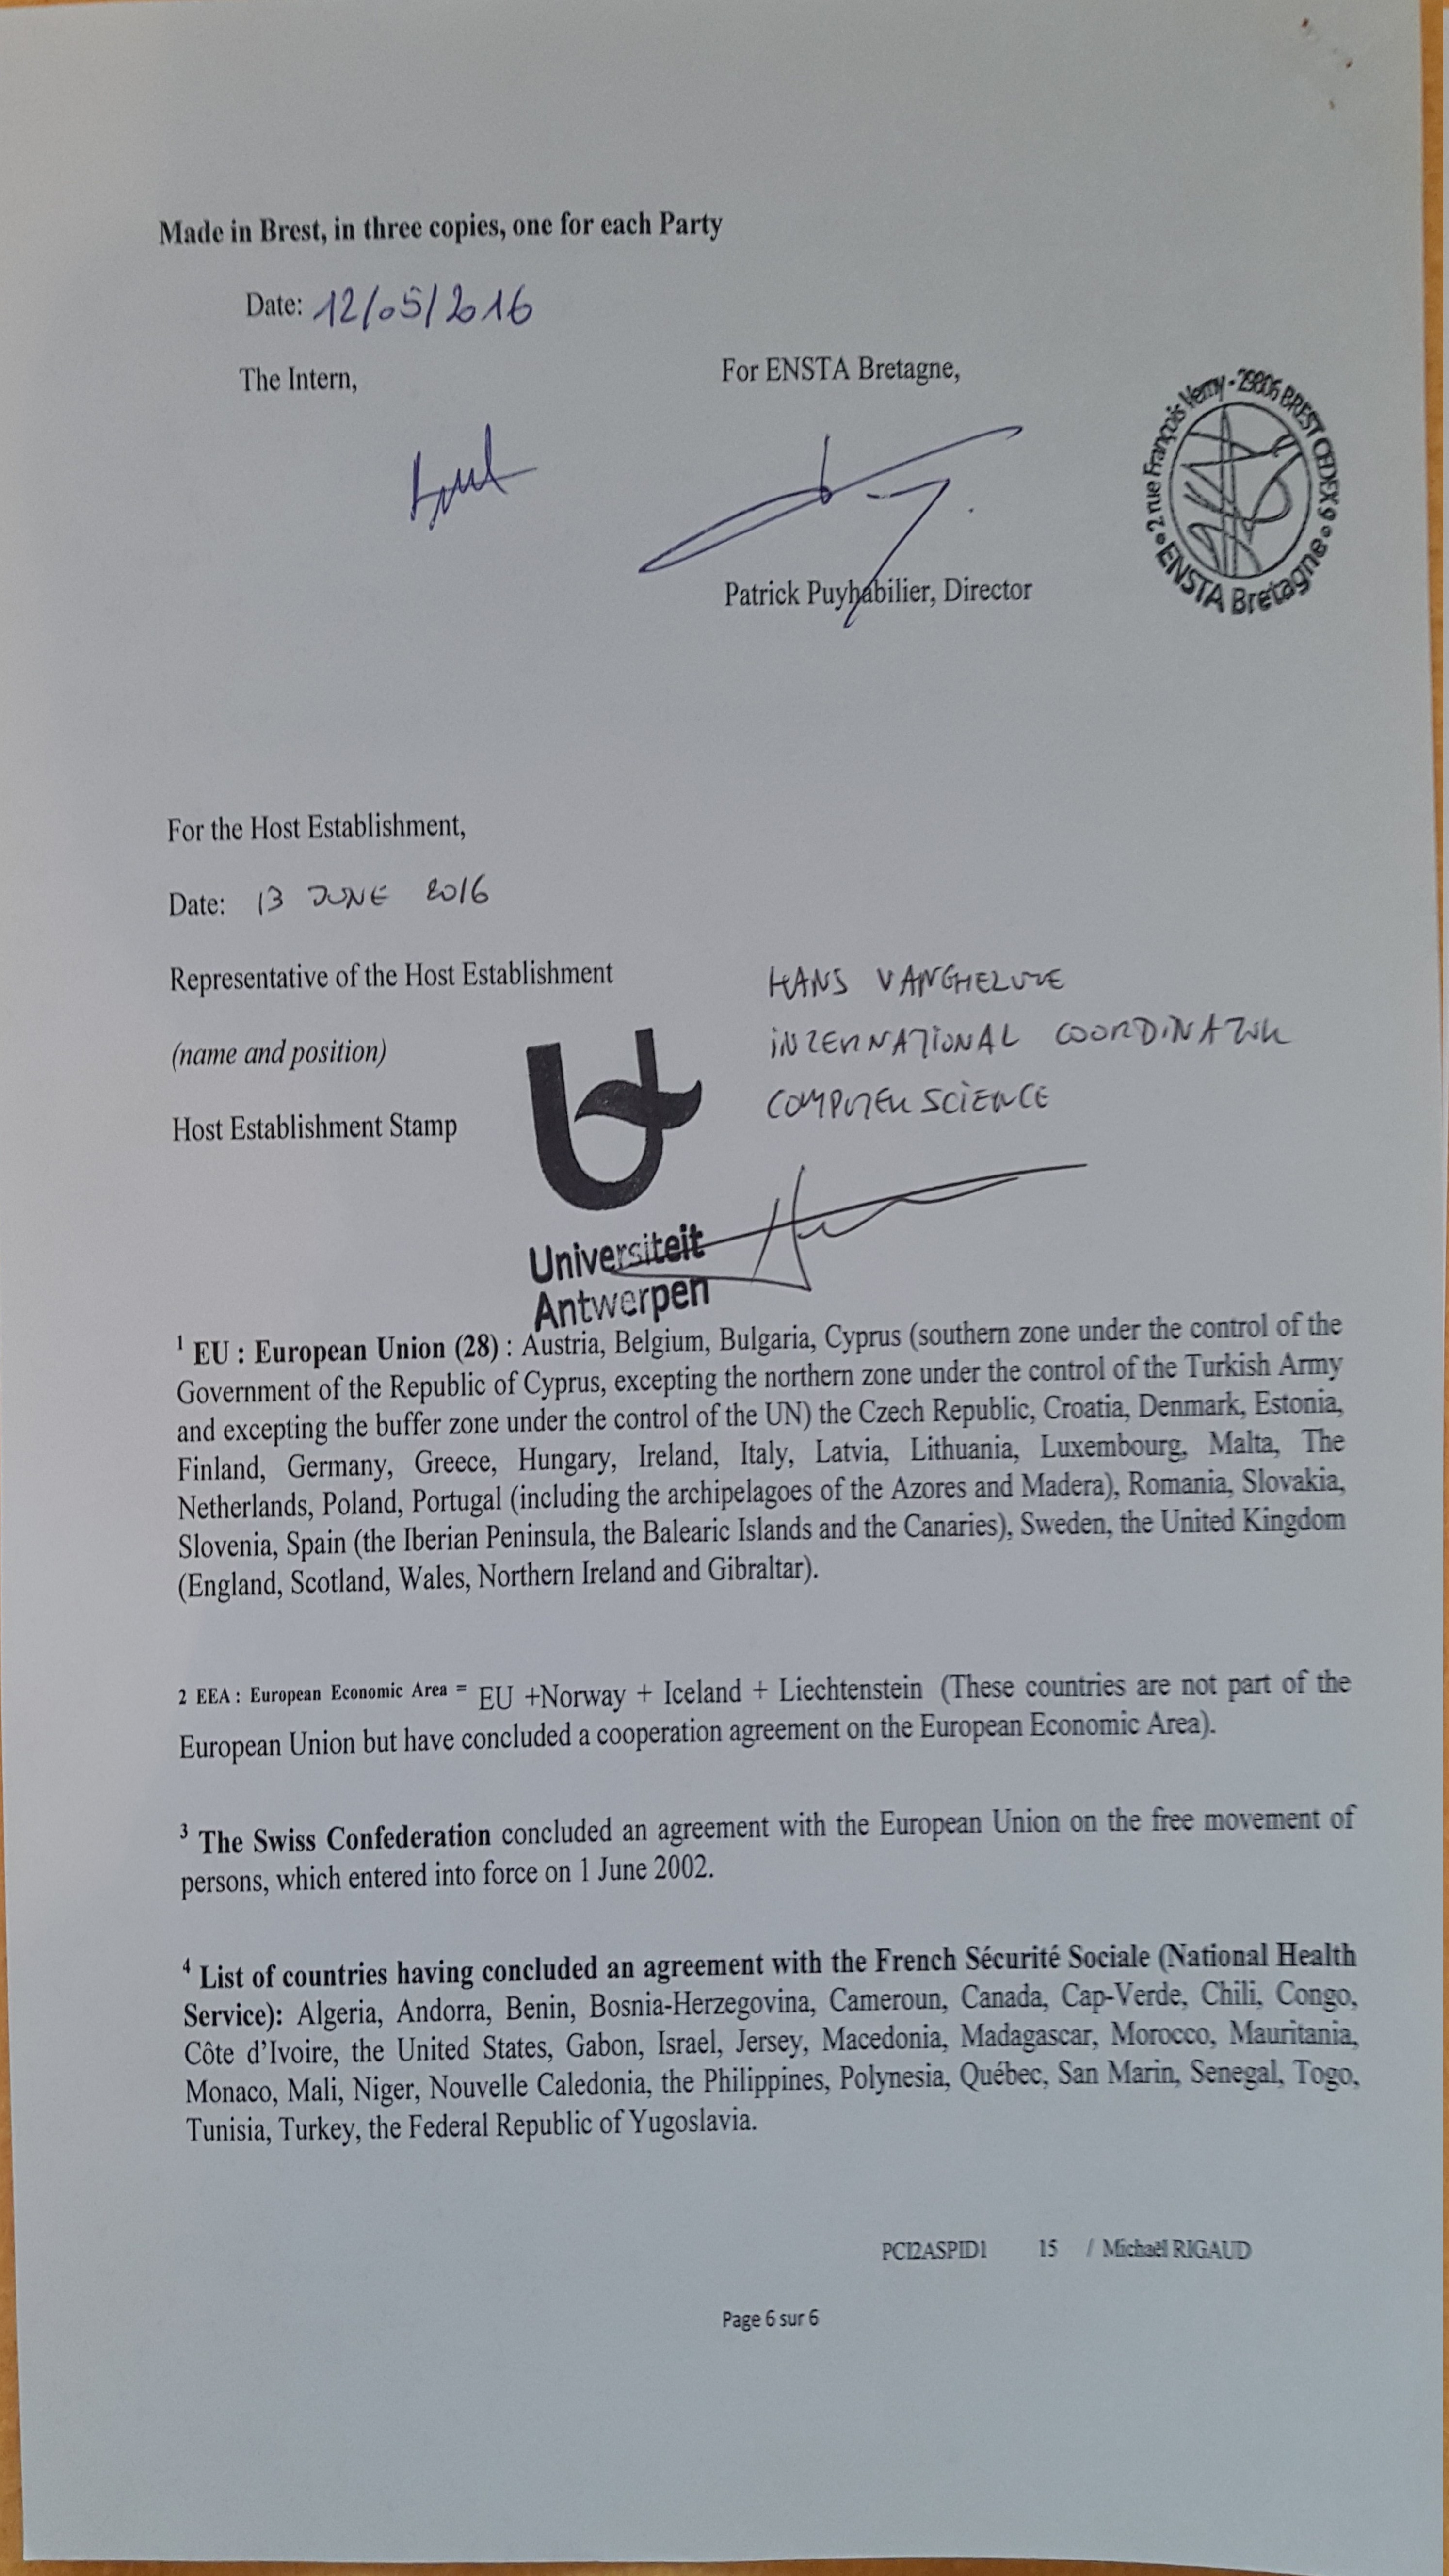 Made in Brest, in three copies, one for each Party
Date: 12/05/2016
The Intern,
For ENSTA Bretagne,
2 rue François Verny - 29806 BREST CEDEX 9
ENSTA Bretagne
Patrick Puyhabilier, Director
For the Host Establishment,
Date: 13 JUNE 2016
Representative of the Host Establishment
HANS VANGHELUWE
(name and position)
INTERNATIONAL COORDINATOR
COMPUTER SCIENCE
Host Establishment Stamp
Universiteit
Antwerpen
1 EU : European Union (28) : Austria, Belgium, Bulgaria, Cyprus (southern zone under the control of the
Government of the Republic of Cyprus, excepting the northern zone under the control of the Turkish Army
and excepting the buffer zone under the control of the UN) the Czech Republic, Croatia, Denmark, Estonia,
Finland, Germany, Greece, Hungary, Ireland, Italy, Latvia, Lithuania, Luxembourg, Malta, The
Netherlands, Poland, Portugal (including the archipelagoes of the Azores and Madera), Romania, Slovakia,
Slovenia, Spain (the Iberian Peninsula, the Balearic Islands and the Canaries), Sweden, the United Kingdom
(England, Scotland, Wales, Northern Ireland and Gibraltar).
2 EEA : European Economic Area = EU +Norway + Iceland + Liechtenstein (These countries are not part of the
European Union but have concluded a cooperation agreement on the European Economic Area).
3 The Swiss Confederation concluded an agreement with the European Union on the free movement of
persons, which entered into force on 1 June 2002.
4 List of countries having concluded an agreement with the French Sécurité Sociale (National Health
Service): Algeria, Andorra, Benin, Bosnia-Herzegovina, Cameroun, Canada, Cap-Verde, Chili, Congo,
Côte d'Ivoire, the United States, Gabon, Israel, Jersey, Macedonia, Madagascar, Morocco, Mauritania,
Monaco, Mali, Niger, Nouvelle Caledonia, the Philippines, Polynesia, Québec, San Marin, Senegal, Togo,
Tunisia, Turkey, the Federal Republic of Yugoslavia.
PCI2ASPID1 15 / Michaël RIGAUD
Page 6 sur 6